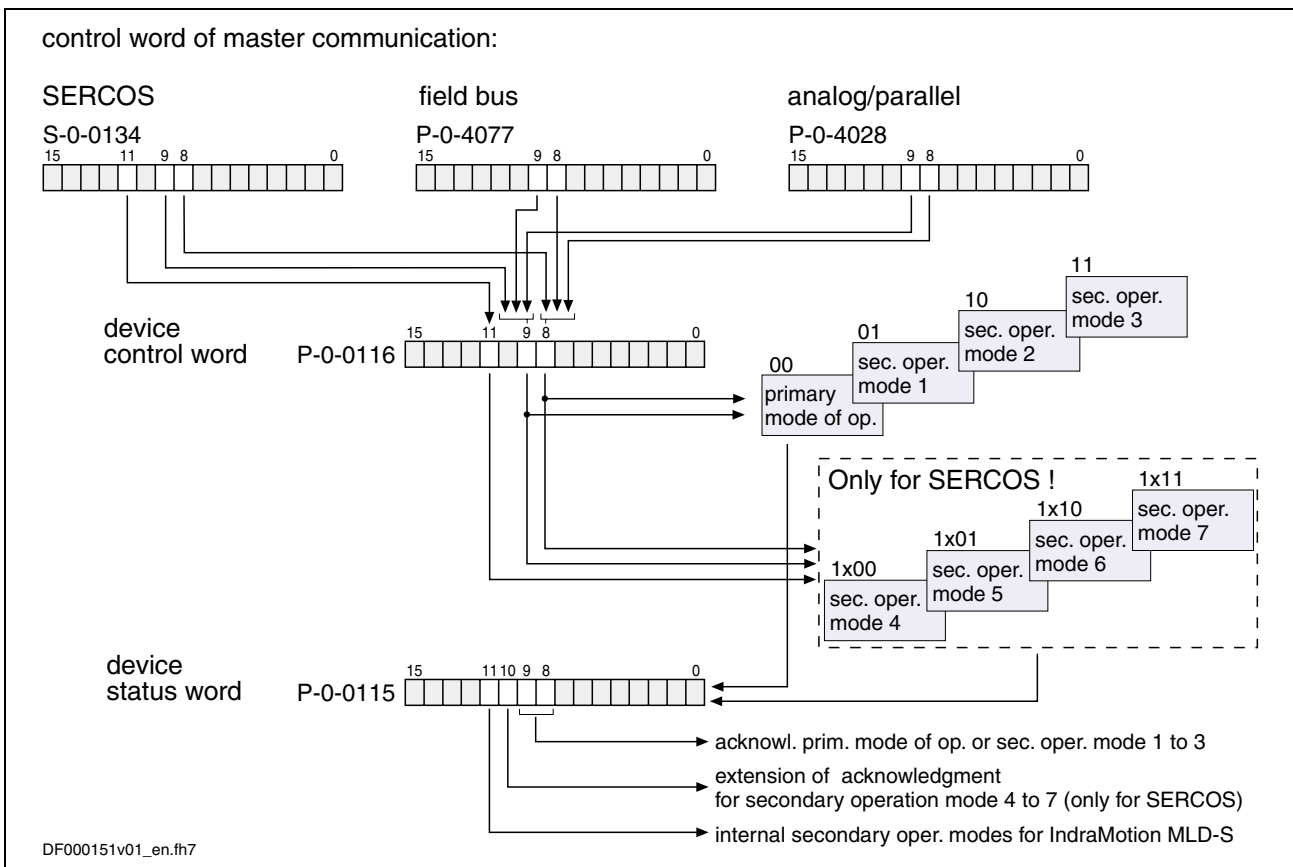 control word of master communication:
SERCOS
field bus
analog/parallel
S-0-0134
P-0-4077
P-0-4028
15 11 9 8 0
15 9 8 0
15 9 8 0
device
control word
P-0-0116
15 11 9 8 0
00
primary
mode of op.
01
sec. oper.
mode 1
10
sec. oper.
mode 2
11
sec. oper.
mode 3
Only for SERCOS !
1x00
sec. oper.
mode 4
1x01
sec. oper.
mode 5
1x10
sec. oper.
mode 6
1x11
sec. oper.
mode 7
device
status word
P-0-0115
15 11 10 9 8 0
acknowl. prim. mode of op. or sec. oper. mode 1 to 3
extension of acknowledgment
for secondary operation mode 4 to 7 (only for SERCOS)
internal secondary oper. modes for IndraMotion MLD-S
DF000151v01_en.fh7